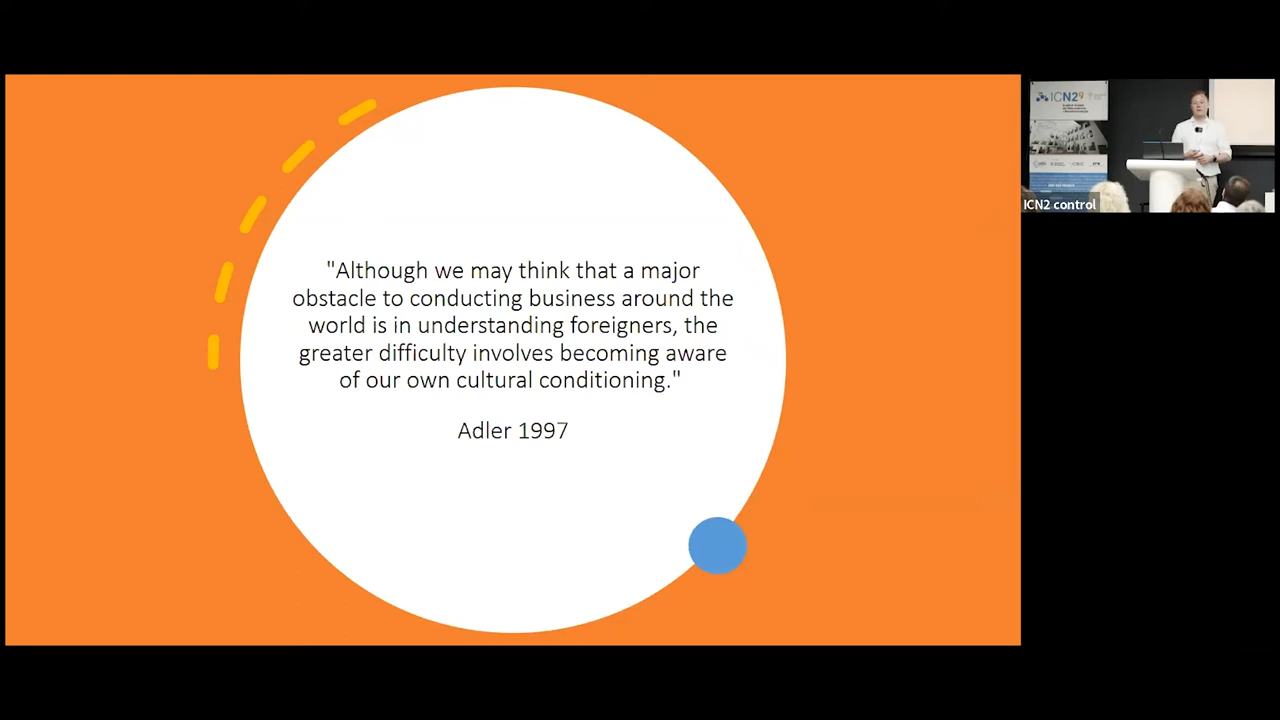 "Although we may think that a major
obstacle to conducting business around the
world is in understanding foreigners, the
greater difficulty involves becoming aware
of our own cultural conditioning."
Adler 1997
ICN2
ICN2 control